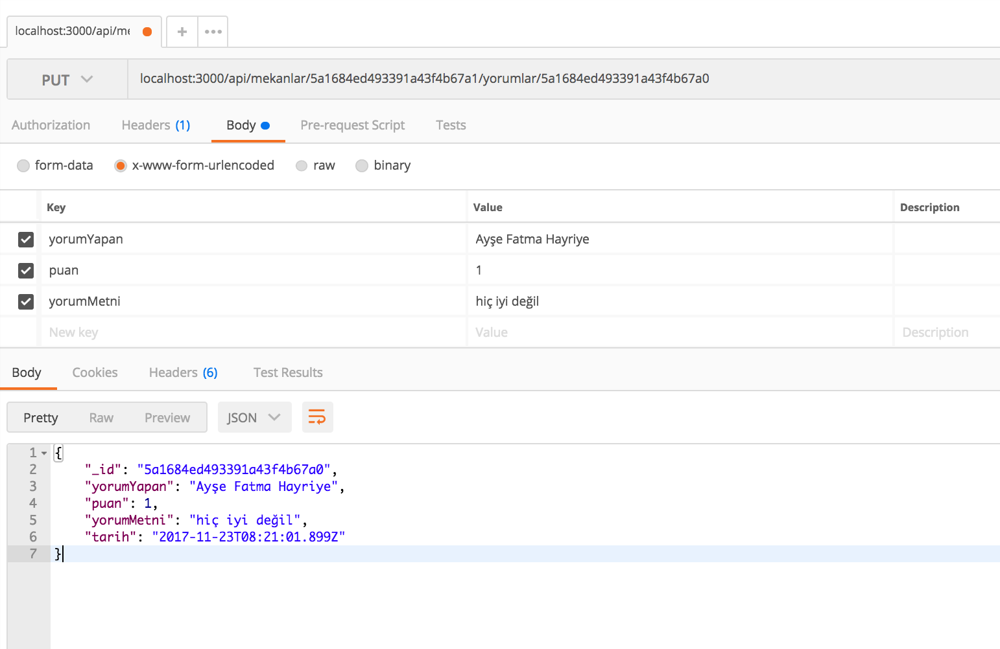 localhost:3000/api/me
+ •••
PUT localhost:3000/api/mekanlar/5a1684ed493391a43f4b67a1/yorumlar/5a1684ed493391a43f4b67a0
Authorization Headers (1) Body Pre-request Script Tests
form-data x-www-form-urlencoded raw binary
Key Value Description
yorumYapan Ayşe Fatma Hayriye
puan 1
yorumMetni hiç iyi değil
New key Value Description
Body Cookies Headers (6) Test Results
Pretty Raw Preview JSON
1 {
2 "_id": "5a1684ed493391a43f4b67a0",
3 "yorumYapan": "Ayşe Fatma Hayriye",
4 "puan": 1,
5 "yorumMetni": "hiç iyi değil",
6 "tarih": "2017-11-23T08:21:01.899Z"
7 }